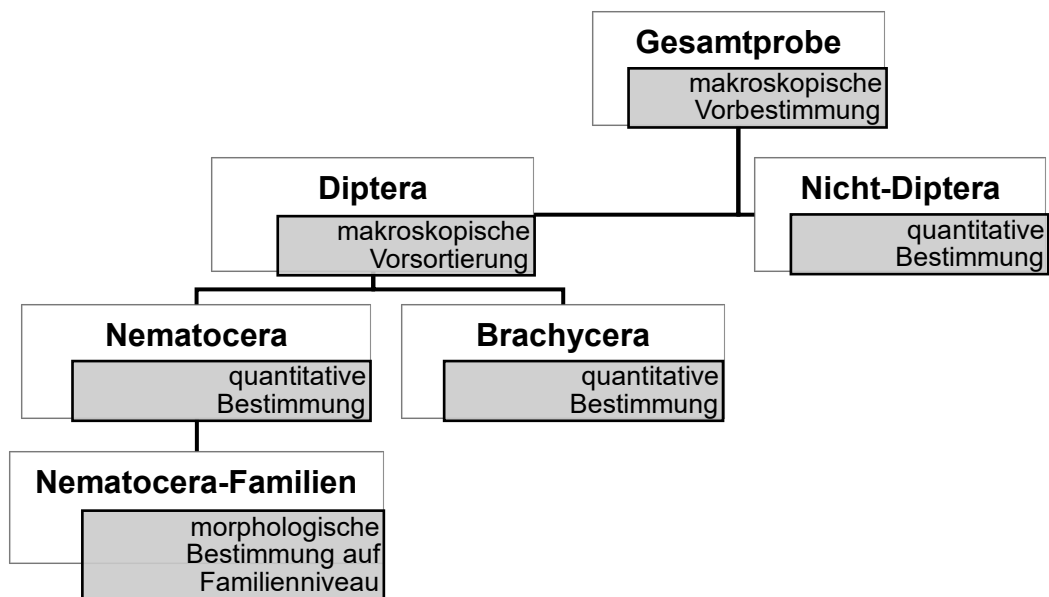 Gesamtprobe
makroskopische
Vorbestimmung
Diptera
makroskopische
Vorsortierung
Nicht-Diptera
quantitative
Bestimmung
Nematocera
quantitative
Bestimmung
Brachycera
quantitative
Bestimmung
Nematocera-Familien
morphologische
Bestimmung auf
Familienniveau